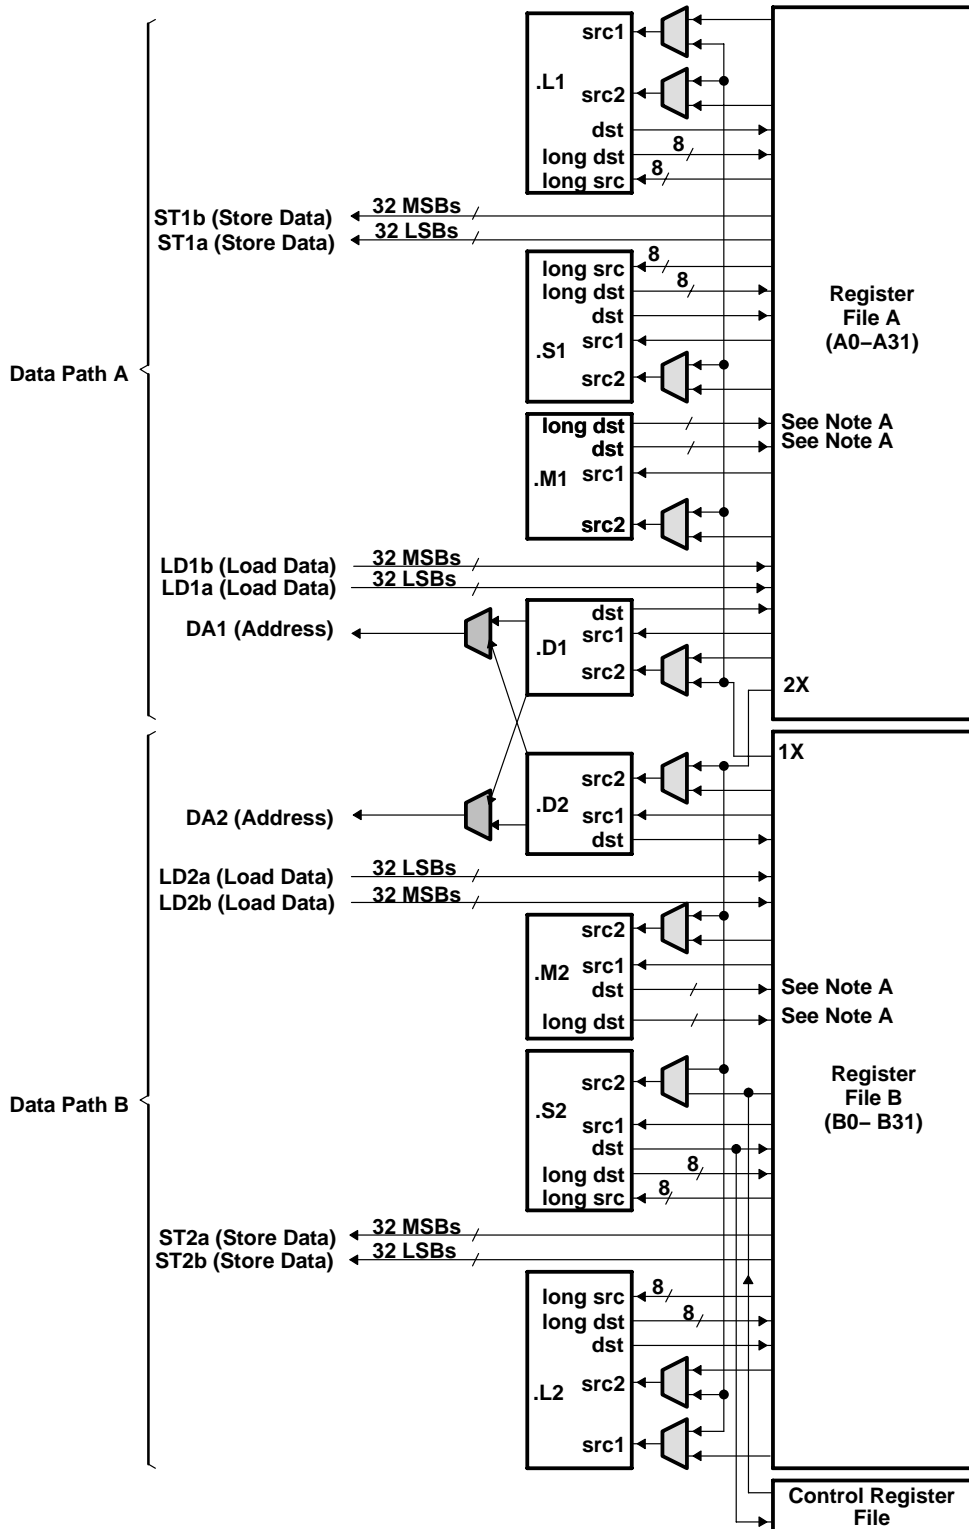 src1
.L1
src2
dst
long dst
8
long src
8
ST1b (Store Data)
32 MSBs
ST1a (Store Data)
32 LSBs
long src
8
long dst
8
dst
.S1
src1
src2
Register
File A
(A0–A31)
Data Path A
long dst
See Note A
dst
See Note A
.M1
src1
src2
LD1b (Load Data)
32 MSBs
LD1a (Load Data)
32 LSBs
DA1 (Address)
dst
.D1
src1
src2
2X
1X
DA2 (Address)
src2
.D2
src1
dst
LD2a (Load Data)
32 LSBs
LD2b (Load Data)
32 MSBs
src2
.M2
src1
dst
See Note A
long dst
See Note A
Data Path B
src2
.S2
src1
dst
long dst
8
long src
8
Register
File B
(B0– B31)
ST2a (Store Data)
32 MSBs
ST2b (Store Data)
32 LSBs
long src
8
long dst
8
dst
.L2
src2
src1
Control Register
File